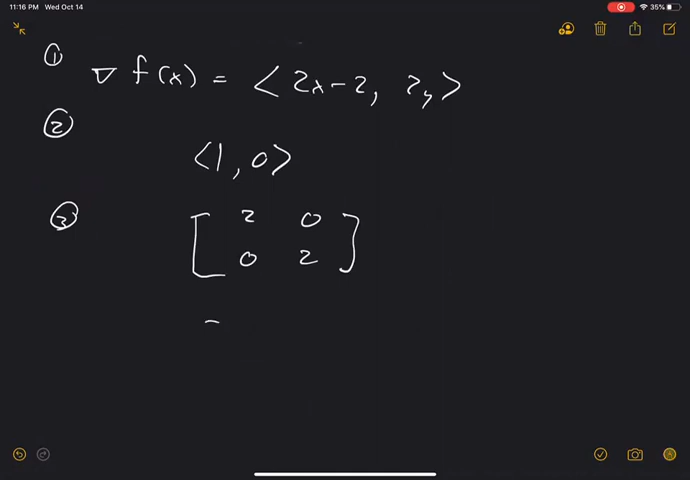 11:16 PM Wed Oct 14 35%
① ∇ f(x) = < 2x-2, 2y >
②
<1, 0>
③ [ 2 0
0 2 ]
-